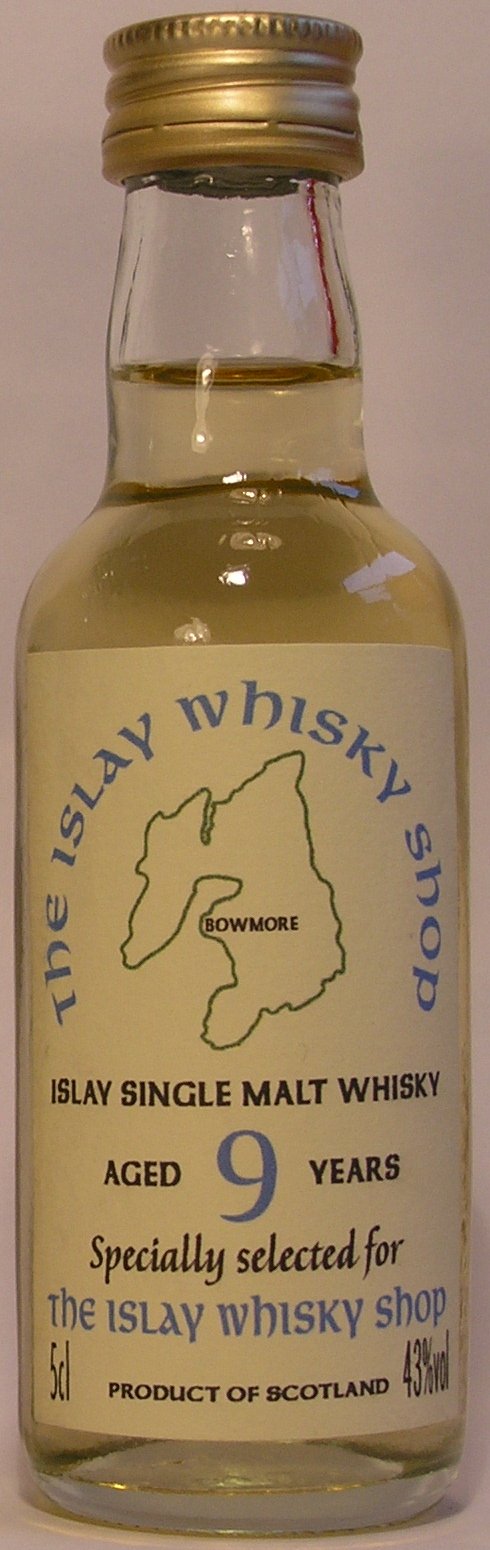 The Islay Whisky Shop
BOWMORE
ISLAY SINGLE MALT WHISKY
AGED 9 YEARS
Specially selected for
The Islay Whisky Shop
5cl PRODUCT OF SCOTLAND 43%vol